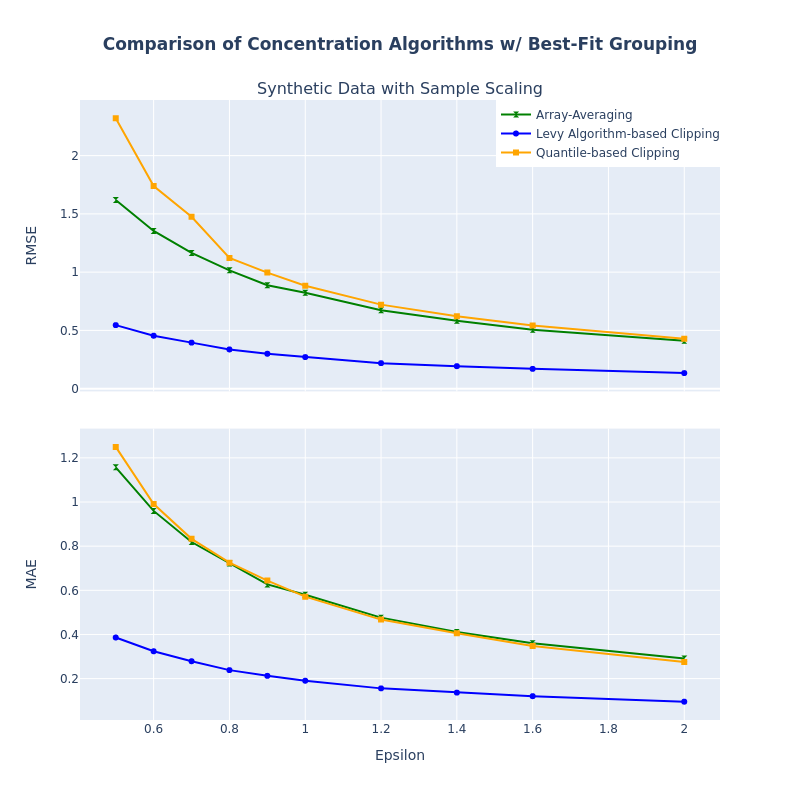 Comparison of Concentration Algorithms w/ Best-Fit Grouping
Synthetic Data with Sample Scaling
Array-Averaging
Levy Algorithm-based Clipping
Quantile-based Clipping
RMSE
2
1.5
1
0.5
0
MAE
1.2
1
0.8
0.6
0.4
0.2
0.6 0.8 1 1.2 1.4 1.6 1.8 2
Epsilon